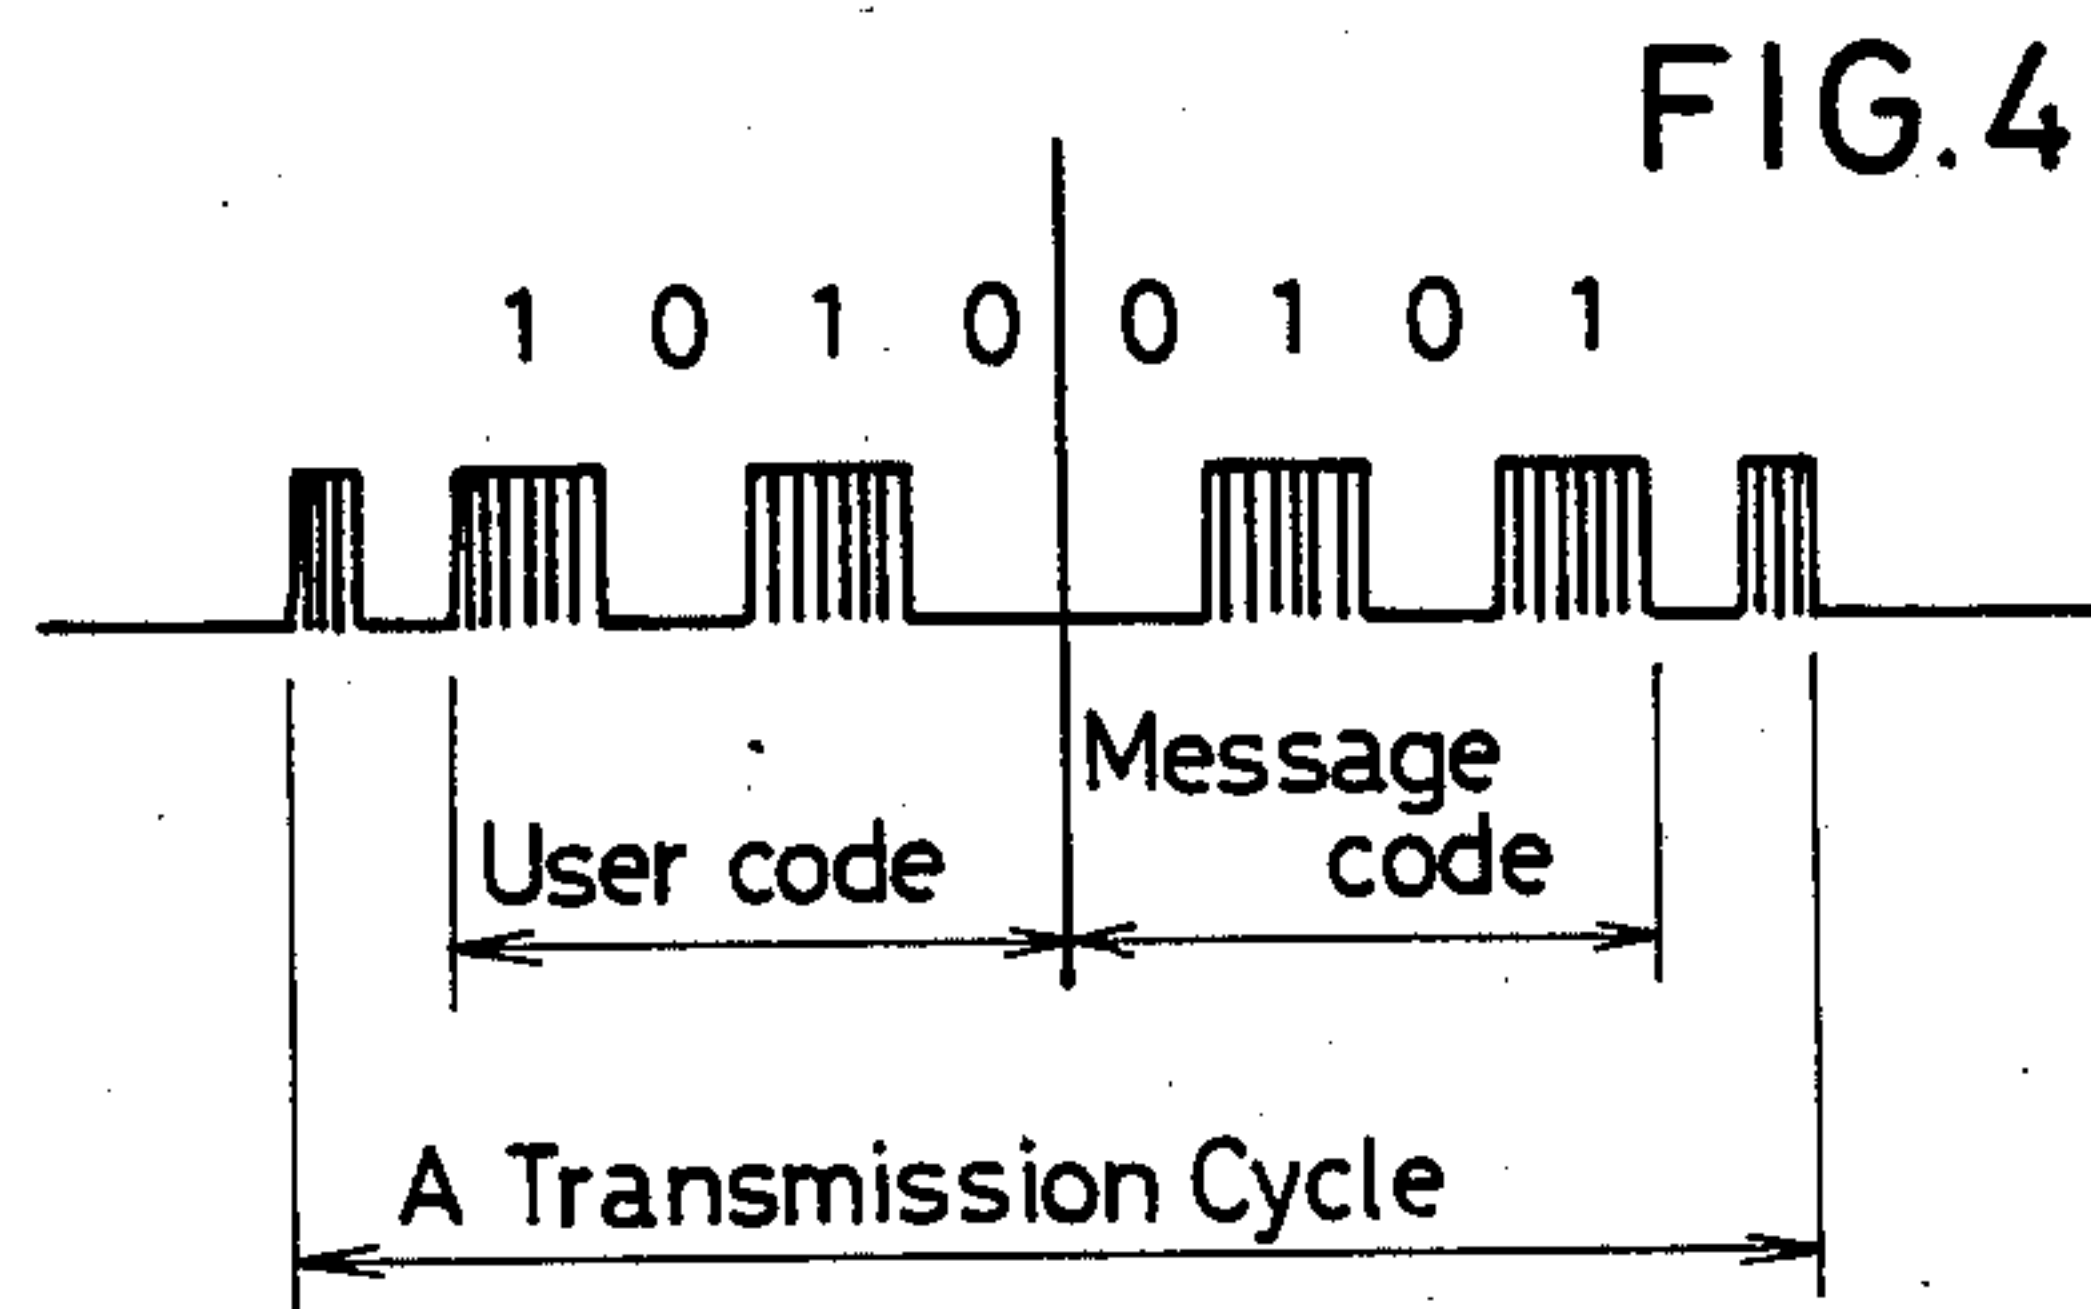 FIG.4
1 0 1 0 0 1 0 1
Message
code
User code
A Transmission Cycle